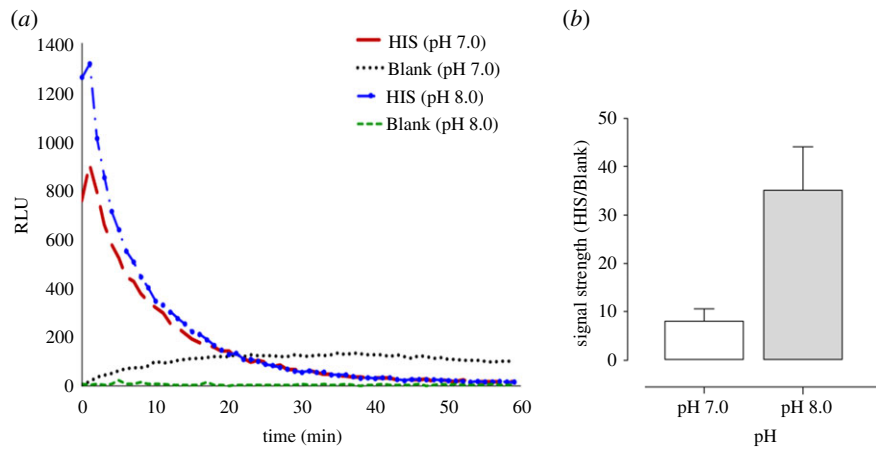 (a)
1400
1200
1000
800
600
400
200
0
RLU
0 10 20 30 40 50 60
time (min)
HIS (pH 7.0)
Blank (pH 7.0)
HIS (pH 8.0)
Blank (pH 8.0)
(b)
50
40
30
20
10
0
signal strength (HIS/Blank)
pH 7.0 pH 8.0
pH